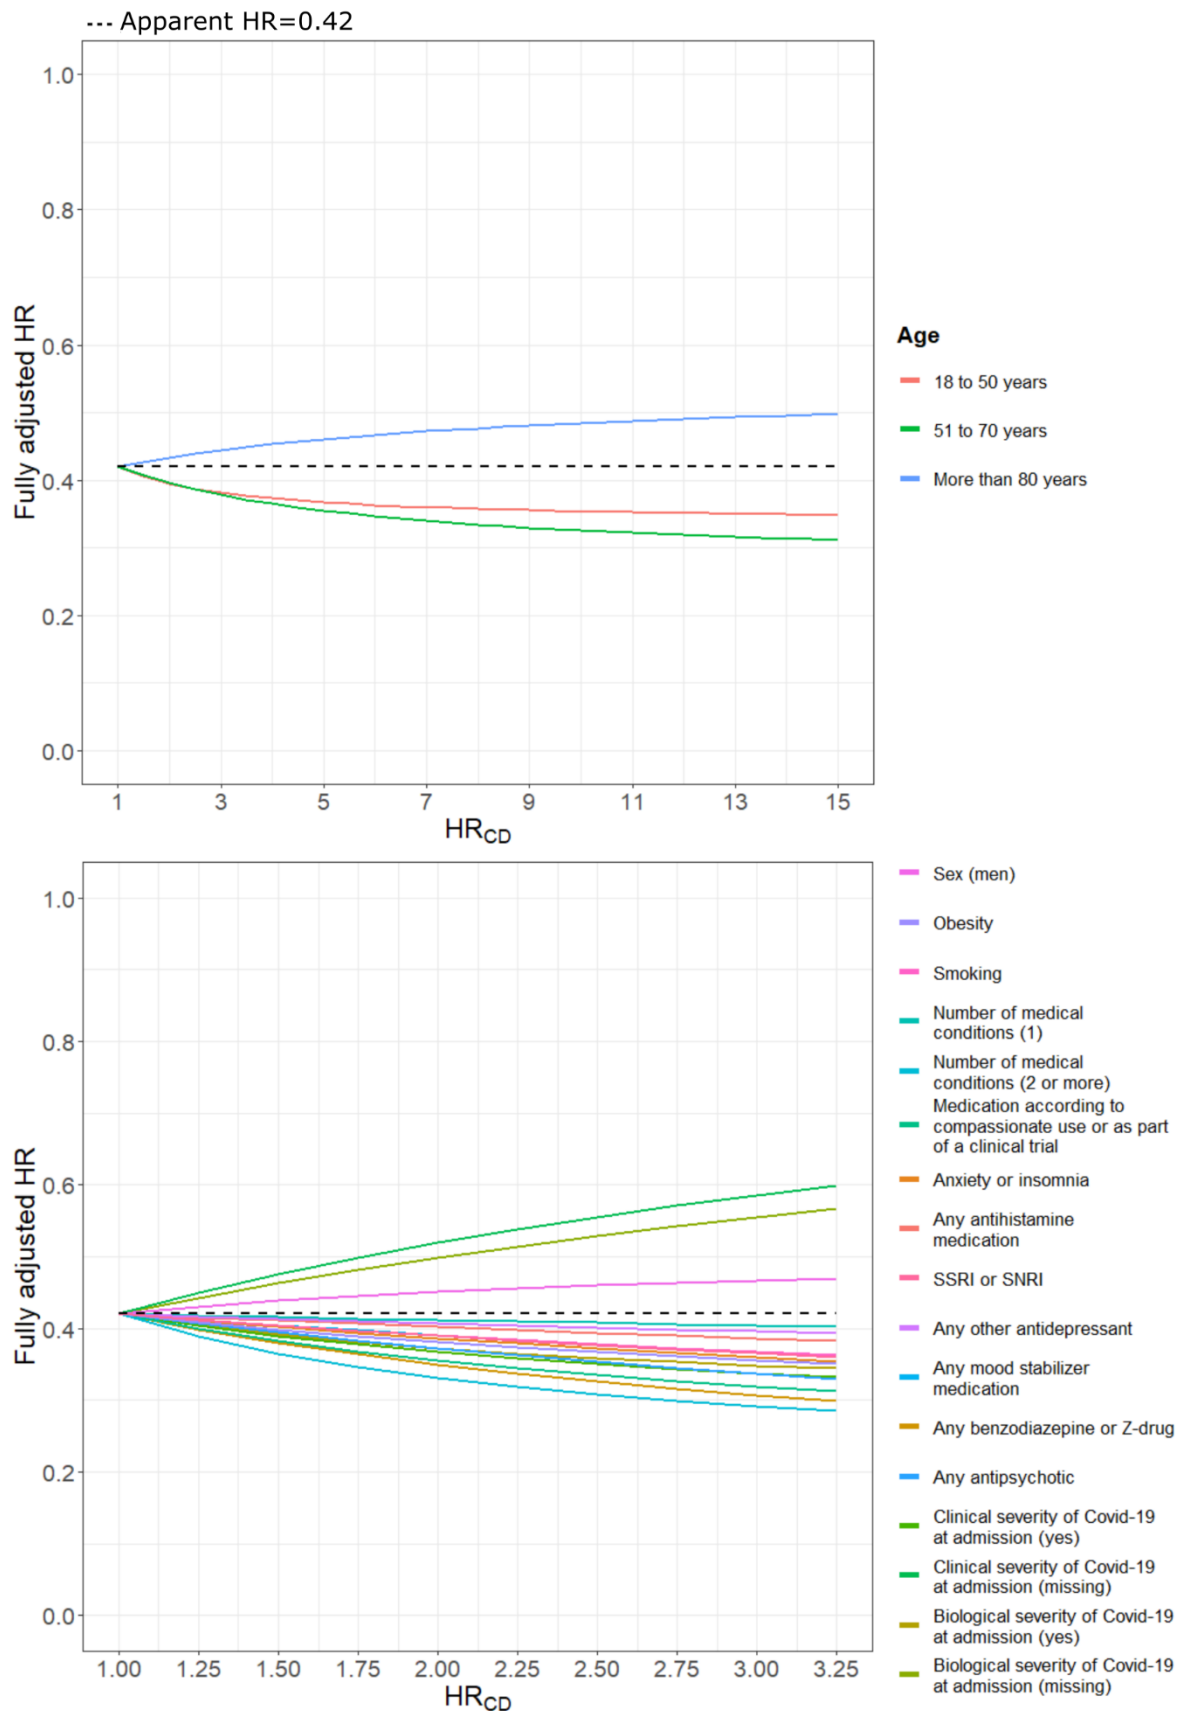 --- Apparent HR=0.42
1.0
0.8
0.6
0.4
0.2
0.0
Fully adjusted HR
1 3 5 7 9 11 13 15
HRCD
Age
18 to 50 years
51 to 70 years
More than 80 years
1.0
0.8
0.6
0.4
0.2
0.0
Fully adjusted HR
1.00 1.25 1.50 1.75 2.00 2.25 2.50 2.75 3.00 3.25
HRCD
Sex (men)
Obesity
Smoking
Number of medical
conditions (1)
Number of medical
conditions (2 or more)
Medication according to
compassionate use or as part
of a clinical trial
Anxiety or insomnia
Any antihistamine
medication
SSRI or SNRI
Any other antidepressant
Any mood stabilizer
medication
Any benzodiazepine or Z-drug
Any antipsychotic
Clinical severity of Covid-19
at admission (yes)
Clinical severity of Covid-19
at admission (missing)
Biological severity of Covid-19
at admission (yes)
Biological severity of Covid-19
at admission (missing)